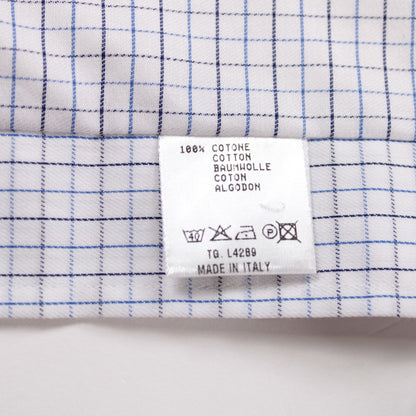 100% COTONE
COTTON
BAUMWOLLE
COTON
ALGODON
40 P
TG. L4289
MADE IN ITALY